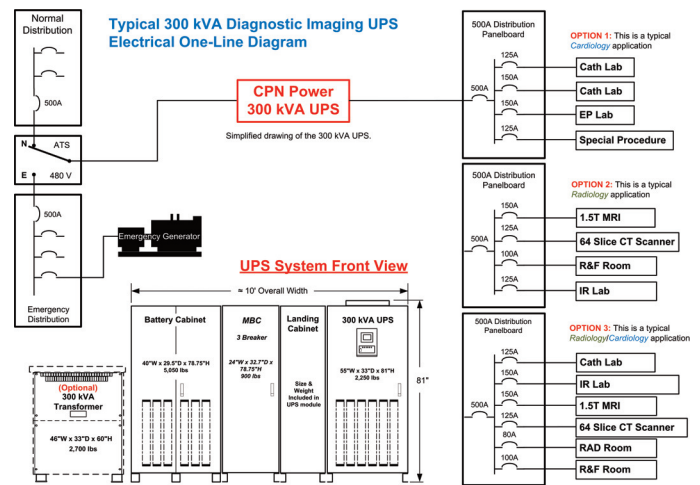 Typical 300 kVA Diagnostic Imaging UPS
Electrical One-Line Diagram
Normal
Distribution
500A
N
ATS
E
480 V
500A
Emergency
Distribution
Emergency Generator
CPN Power
300 kVA UPS
Simplified drawing of the 300 kVA UPS.
500A Distribution
Panelboard
500A
125A
150A
150A
125A
OPTION 1: This is a typical
Cardiology application
Cath Lab
Cath Lab
EP Lab
Special Procedure
500A Distribution
Panelboard
500A
150A
125A
100A
125A
OPTION 2: This is a typical
Radiology application
1.5T MRI
64 Slice CT Scanner
R&F Room
IR Lab
500A Distribution
Panelboard
500A
125A
150A
150A
125A
80A
100A
OPTION 3: This is a typical
Radiology/Cardiology application
Cath Lab
IR Lab
1.5T MRI
64 Slice CT Scanner
RAD Room
R&F Room
UPS System Front View
≈ 10' Overall Width
81"
Battery Cabinet
40"W x 29.5"D x 78.75"H
5,050 lbs
MBC
3 Breaker
24"W x 32.7"D x
78.75"H
900 lbs
Landing
Cabinet
Size &
Weight
Included in
UPS module
300 kVA UPS
55"W x 33"D x 81"H
2,250 lbs
(Optional)
300 kVA
Transformer
46"W x 33"D x 60"H
2,700 lbs